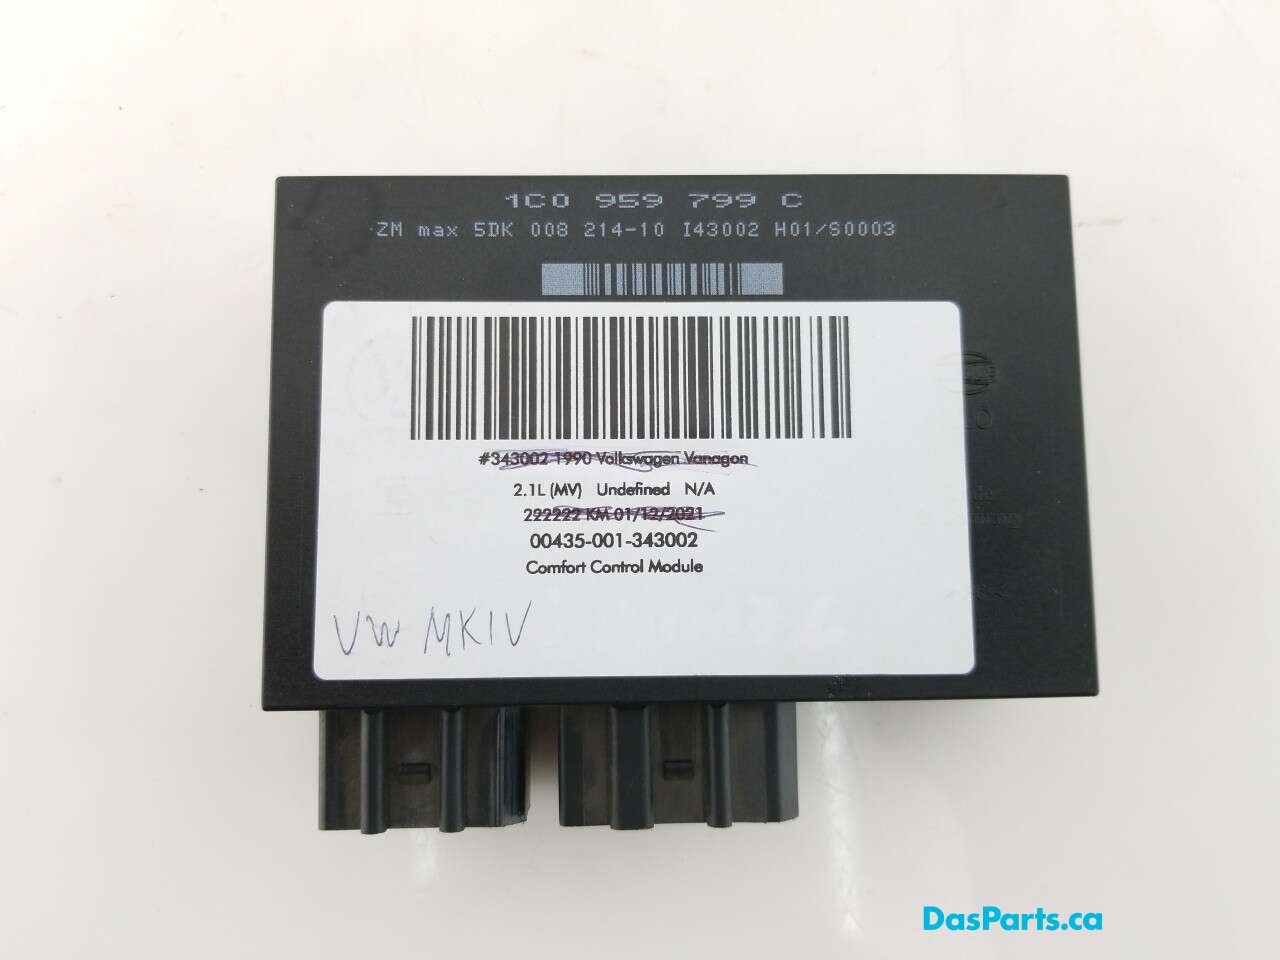 1C0 959 799 C
ZM max 5DK 008 214-10 I43002 H01/S0003
#343002 1990 Volkswagen Vanagon
2.1L (MV) Undefined N/A
222222 KM 01/12/2021
00435-001-343002
Comfort Control Module
VW MKIV
DasParts.ca